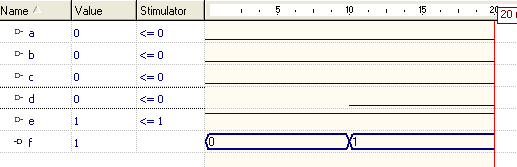 Name Value Stimulator 5 10 15 20
20 n
a 0 <= 0
b 0 <= 0
c 0 <= 0
d 0 <= 0
e 1 <= 1
f 1 0 1